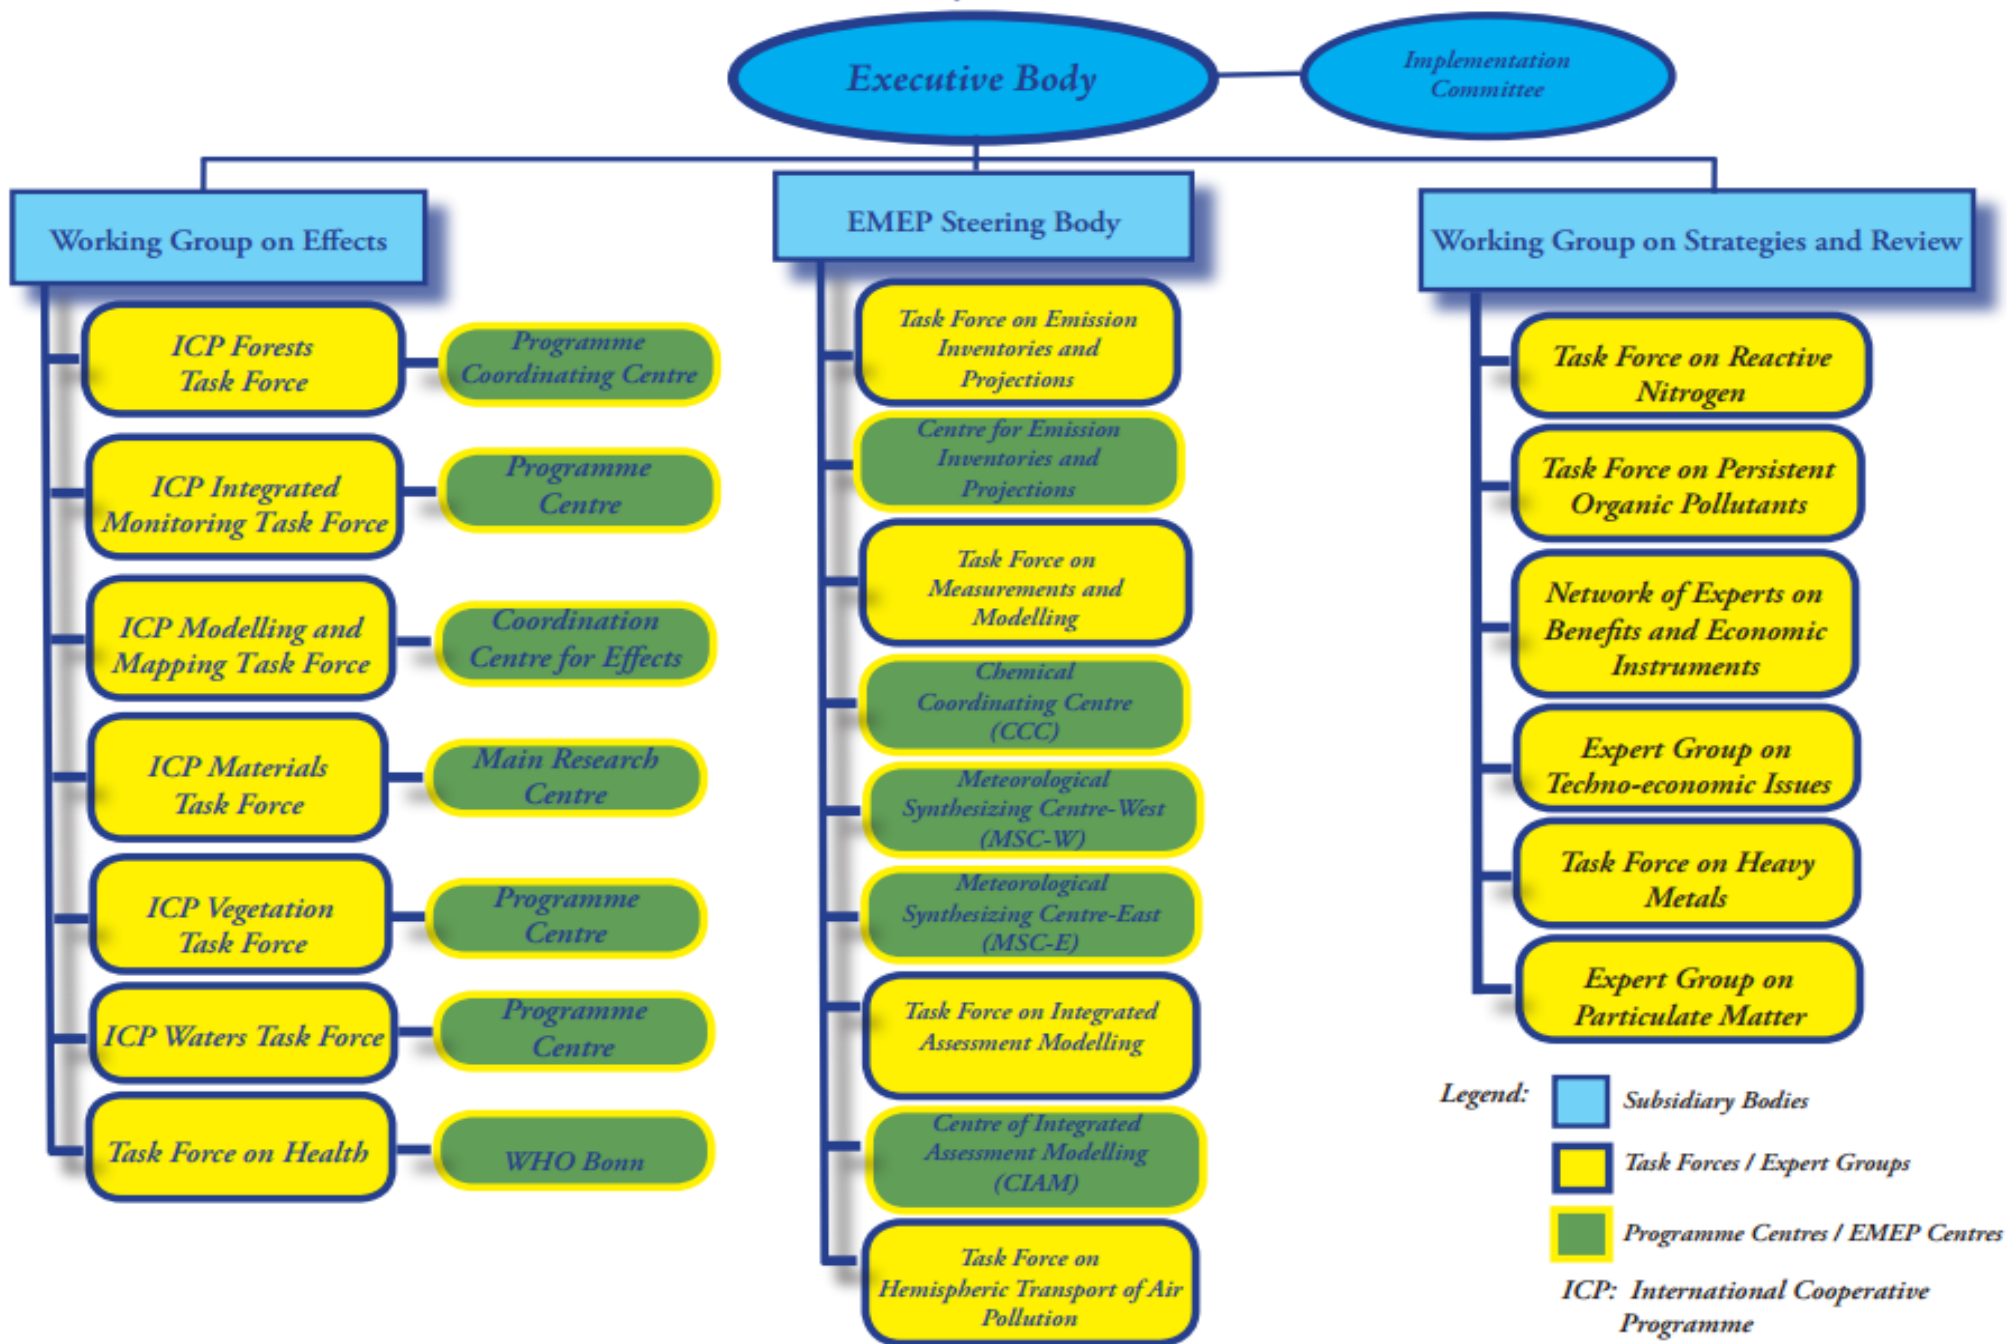 Executive Body
Implementation
Committee
Working Group on Effects
ICP Forests
Task Force
Programme
Coordinating Centre
ICP Integrated
Monitoring Task Force
Programme
Centre
ICP Modelling and
Mapping Task Force
Coordination
Centre for Effects
ICP Materials
Task Force
Main Research
Centre
ICP Vegetation
Task Force
Programme
Centre
ICP Waters Task Force
Programme
Centre
Task Force on Health
WHO Bonn
EMEP Steering Body
Task Force on Emission
Inventories and
Projections
Centre for Emission
Inventories and
Projections
Task Force on
Measurements and
Modelling
Chemical
Coordinating Centre
(CCC)
Meteorological
Synthesizing Centre-West
(MSC-W)
Meteorological
Synthesizing Centre-East
(MSC-E)
Task Force on Integrated
Assessment Modelling
Centre of Integrated
Assessment Modelling
(CIAM)
Task Force on
Hemispheric Transport of Air
Pollution
Working Group on Strategies and Review
Task Force on Reactive
Nitrogen
Task Force on Persistent
Organic Pollutants
Network of Experts on
Benefits and Economic
Instruments
Expert Group on
Techno-economic Issues
Task Force on Heavy
Metals
Expert Group on
Particulate Matter
Legend:
Subsidiary Bodies
Task Forces / Expert Groups
Programme Centres / EMEP Centres
ICP: International Cooperative
Programme